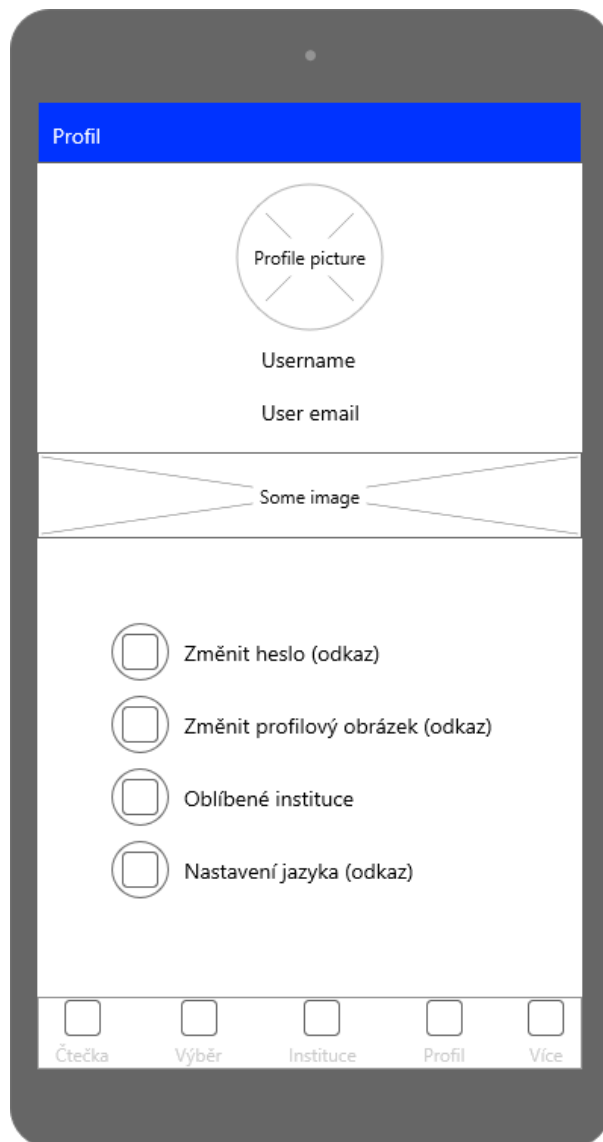 Profil
Profile picture
Username
User email
Some image
Změnit heslo (odkaz)
Změnit profilový obrázek (odkaz)
Oblíbené instituce
Nastavení jazyka (odkaz)
Čtečka Výběr Instituce Profil Více